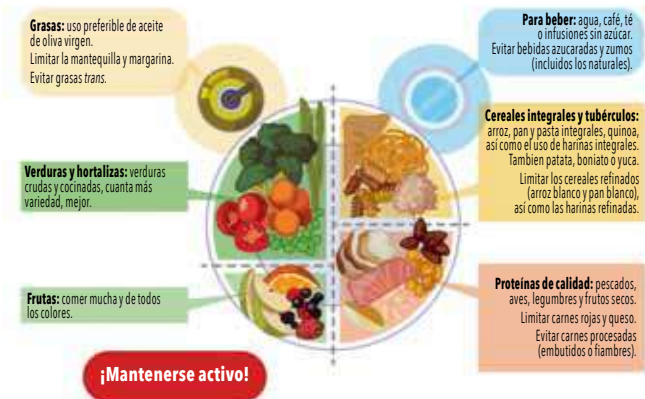 Grasas: uso preferible de aceite
de oliva virgen.
Limitar la mantequilla y margarina.
Evitar grasas trans.
Para beber: agua, café, té
o infusiones sin azúcar.
Evitar bebidas azucaradas y zumos
(incluidos los naturales).
Verduras y hortalizas: verduras
crudas y cocinadas, cuanta más
variedad, mejor.
Cereales integrales y tubérculos:
arroz, pan y pasta integrales, quinoa,
así como el uso de harinas integrales.
Tambien patata, boniato o yuca.
Limitar los cereales refinados
(arroz blanco y pan blanco),
así como las harinas refinadas.
Frutas: comer mucha y de todos
los colores.
Proteínas de calidad: pescados,
aves, legumbres y frutos secos.
Limitar carnes rojas y queso.
Evitar carnes procesadas
(embutidos o fiambres).
¡Mantenerse activo!